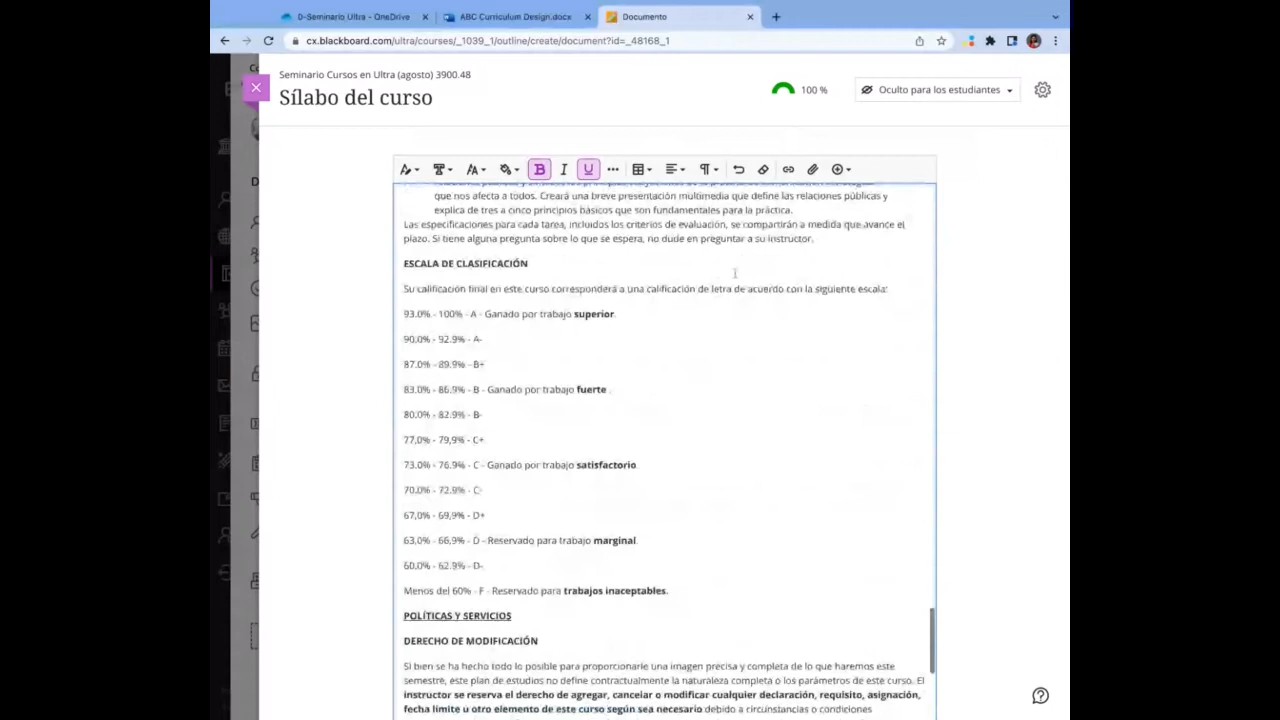 D-Seminario Ultra - OneDrive
ABC Curriculum Design.docx
Documento
cx.blackboard.com/ultra/courses/_1039_1/outline/create/document?id=_48168_1
Seminario Cursos en Ultra (agosto) 3900.48
Sílabo del curso
100 %
Oculto para los estudiantes
que nos afecta a todos. Creará una breve presentación multimedia que define las relaciones públicas y
explica de tres a cinco principios básicos que son fundamentales para la práctica.
Las especificaciones para cada tarea, incluidos los criterios de evaluación, se compartirán a medida que avance el
plazo. Si tiene alguna pregunta sobre lo que se espera, no dude en preguntar a su instructor.
ESCALA DE CLASIFICACIÓN
Su calificación final en este curso corresponderá a una calificación de letra de acuerdo con la siguiente escala:
93.0% - 100% - A - Ganado por trabajo superior
90.0% - 92.9% - A-
87.0% - 89.9% - B+
83.0% - 86.9% - B - Ganado por trabajo fuerte .
80.0% - 82.9% - B-
77,0% - 79,9% - C+
73.0% - 76.9% - C - Ganado por trabajo satisfactorio
70.0% - 72.9% - C-
67,0% - 69,9% - D+
63,0% - 66,9% - D - Reservado para trabajo marginal.
60.0% - 62.9% - D-
Menos del 60% - F - Reservado para trabajos inaceptables.
POLÍTICAS Y SERVICIOS
DERECHO DE MODIFICACIÓN
Si bien se ha hecho todo lo posible para proporcionarle una imagen precisa y completa de lo que haremos este
semestre, este plan de estudios no define contractualmente la naturaleza completa o los parámetros de este curso. El
instructor se reserva el derecho de agregar, cancelar o modificar cualquier declaración, requisito, asignación,
fecha límite u otro elemento de este curso según sea necesario debido a circunstancias o condiciones